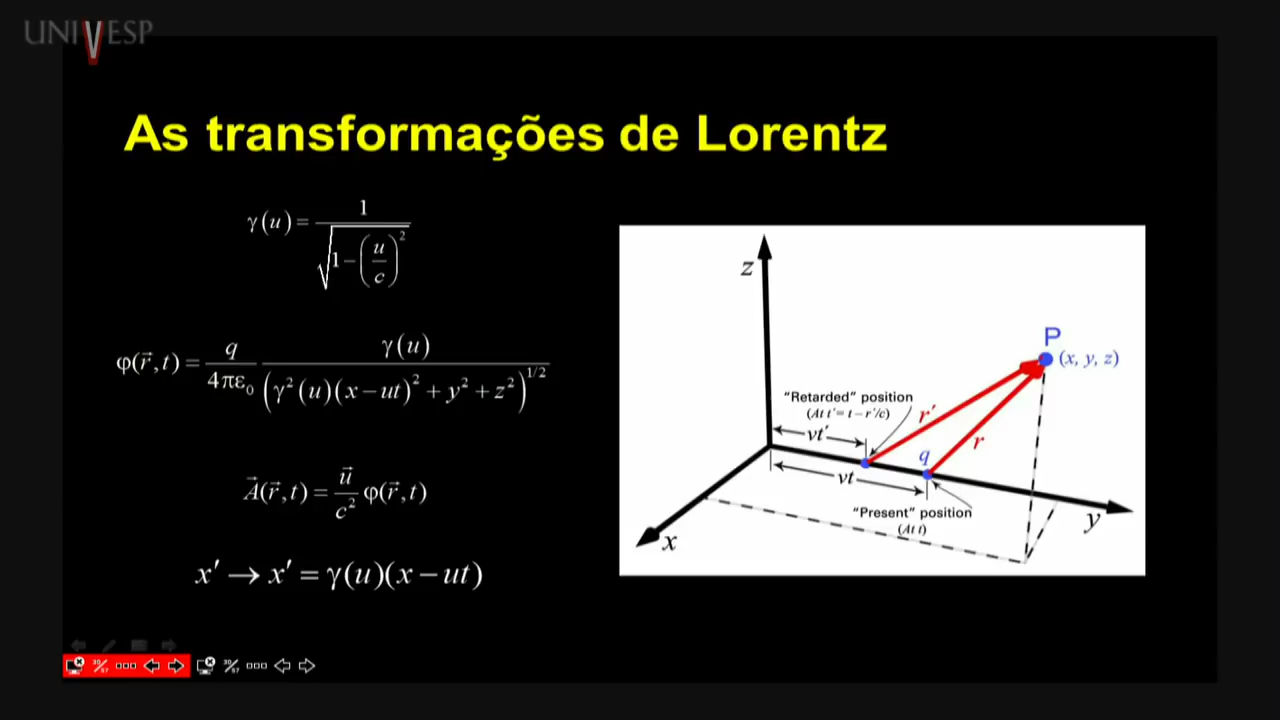 UNIVESP
As transformações de Lorentz
γ(u) = 1 / √(1 − (u/c)²)
φ(r⃗,t) = q/(4πε₀) γ(u)/(γ²(u)(x − ut)² + y² + z²)^1/2
A⃗(r⃗,t) = u⃗/c² φ(r⃗,t)
x′ → x′ = γ(u)(x − ut)
z
P
(x, y, z)
"Retarded" position
(At t′ = t − r′/c)
vt′
r′
q
r
vt
"Present" position
(At t)
y
x